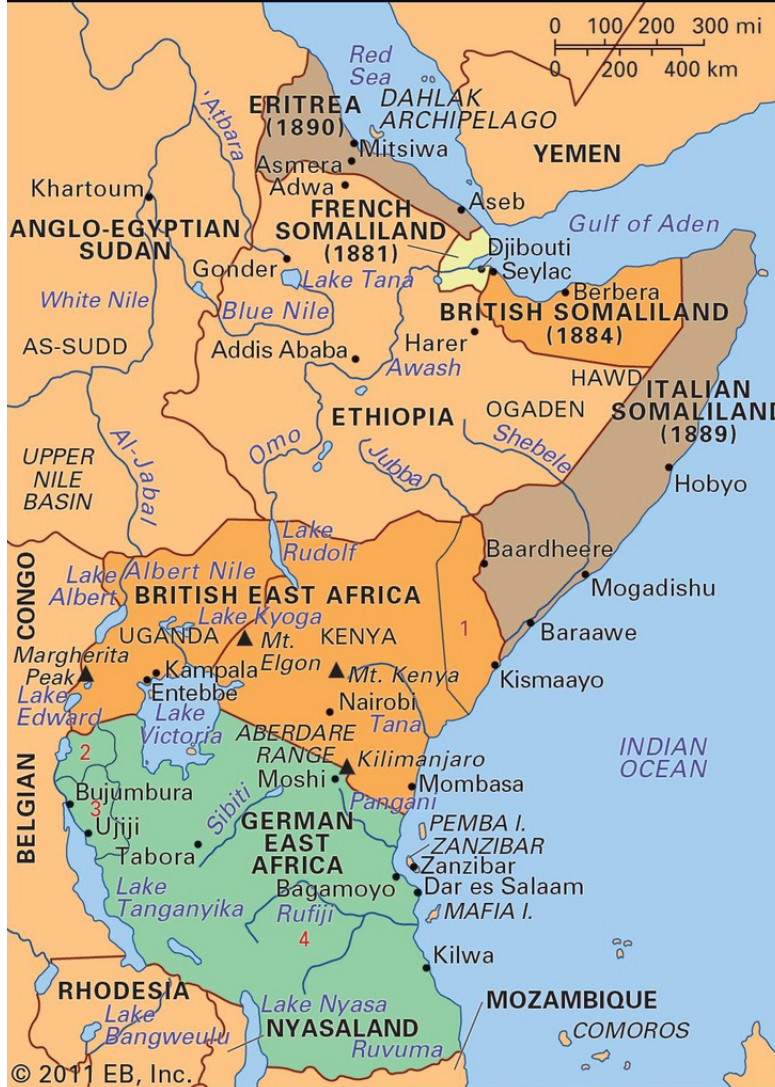 0 100 200 300 mi
0 200 400 km
Red
Sea
'Aṭbara
ERITREA
(1890)
DAHLAK
ARCHIPELAGO
Mitsiwa
YEMEN
Asmera
Adwa
Khartoum
Aseb
FRENCH
SOMALILAND
(1881)
Gulf of Aden
ANGLO-EGYPTIAN
SUDAN
Djibouti
Gonder
Seylac
Lake Tana
White Nile
Blue Nile
Berbera
BRITISH SOMALILAND
(1884)
AS-SUDD
Addis Ababa
Harer
Awash
HAWD
ITALIAN
SOMALILAND
(1889)
ETHIOPIA
OGADEN
Omo
Shebele
Al-Jabal
Jubba
UPPER
NILE
BASIN
Hobyo
Lake
Rudolf
Baardheere
Lake
Albert
Albert Nile
Mogadishu
BRITISH EAST AFRICA
Lake Kyoga
1
Baraawe
UGANDA
Mt.
Elgon
KENYA
Margherita
Peak
Kampala
Mt. Kenya
Entebbe
Kismaayo
Lake
Edward
Nairobi
Lake
Victoria
Tana
ABERDARE
RANGE
INDIAN
OCEAN
2
Kilimanjaro
Moshi
Mombasa
Bujumbura
Pangani
3
Sibiti
BELGIAN CONGO
Ujiji
GERMAN
EAST
AFRICA
PEMBA I.
ZANZIBAR
Tabora
Zanzibar
Bagamoyo
Dar es Salaam
Lake
Tanganyika
Rufiji
MAFIA I.
4
Kilwa
RHODESIA
Lake Nyasa
MOZAMBIQUE
Lake
Bangweulu
NYASALAND
COMOROS
Ruvuma
© 2011 EB, Inc.